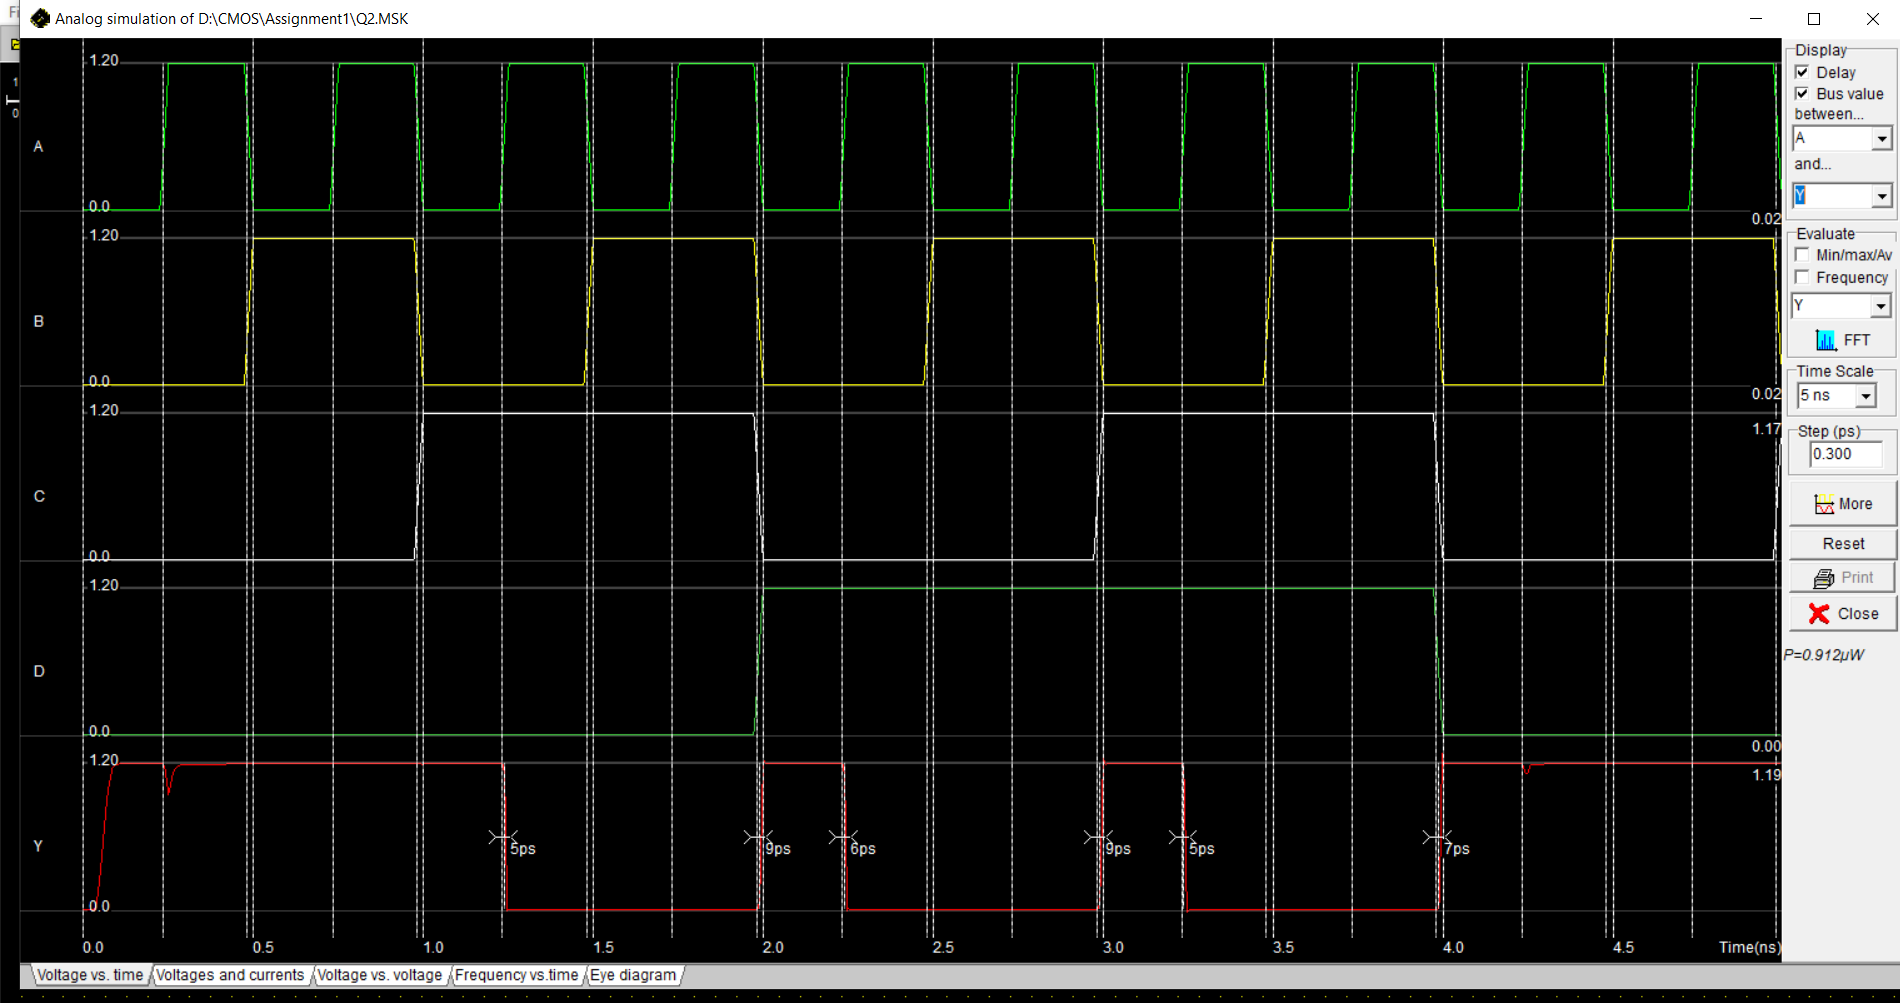 Analog simulation of D:\CMOS\Assignment1\Q2.MSK
1.20
A
0.0
0.02
1.20
B
0.0
0.02
1.20
1.17
C
0.0
1.20
D
0.0
0.00
1.20
1.19
Y
5ps
9ps
6ps
9ps
5ps
7ps
0.0
0.0
0.5
1.0
1.5
2.0
2.5
3.0
3.5
4.0
4.5
Time(ns)
Voltage vs. time
Voltages and currents
Voltage vs. voltage
Frequency vs.time
Eye diagram
Display
Delay
Bus value
between...
A
and...
Y
Evaluate
Min/max/Av
Frequency
Y
FFT
Time Scale
5 ns
Step (ps)
0.300
More
Reset
Print
Close
P=0.912µW